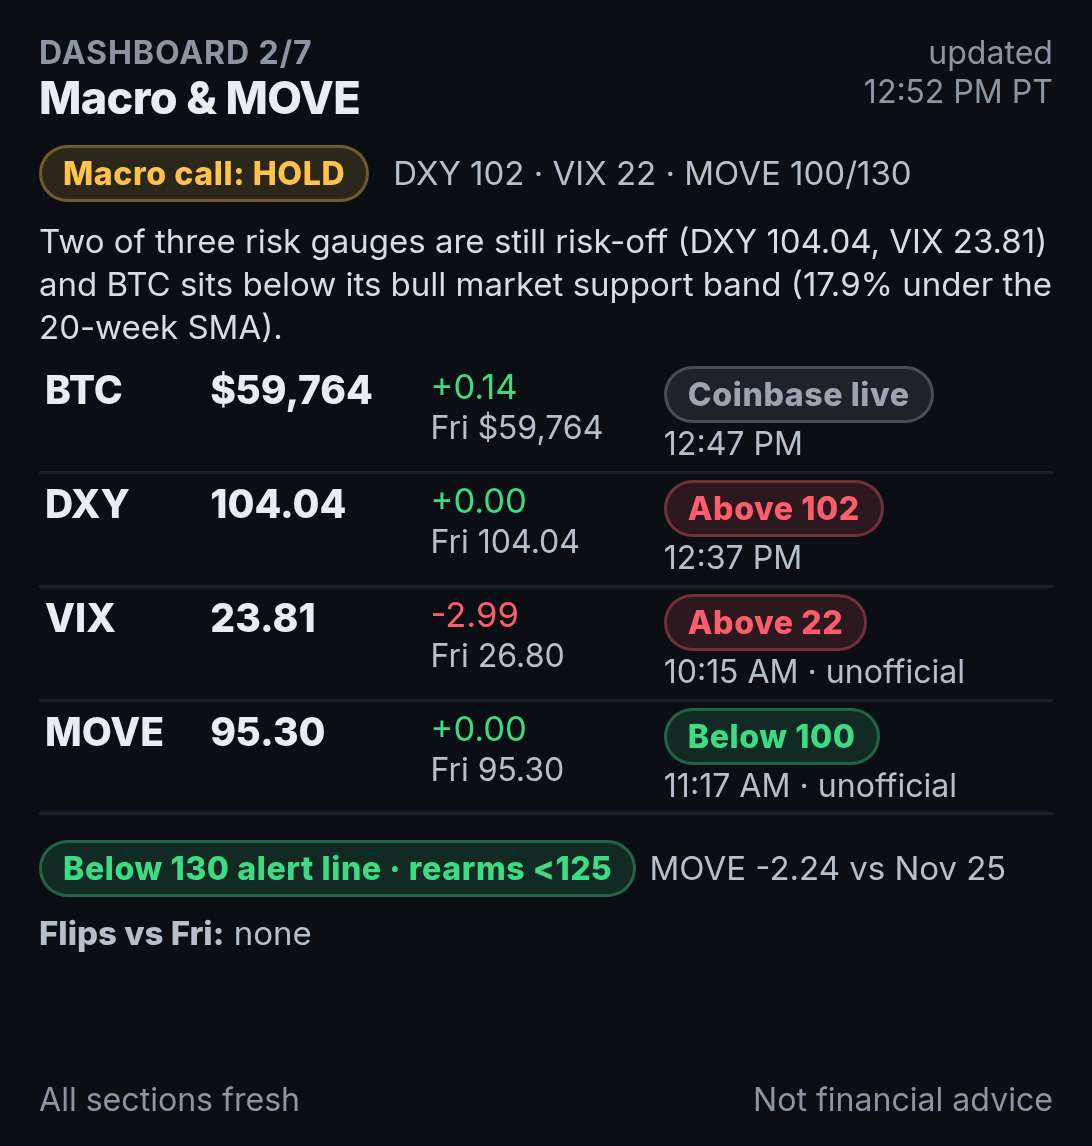 DASHBOARD 2/7
updated
Macro & MOVE
12:52 PM PT
Macro call: HOLD DXY 102 · VIX 22 · MOVE 100/130
Two of three risk gauges are still risk-off (DXY 104.04, VIX 23.81)
and BTC sits below its bull market support band (17.9% under the
20-week SMA).
BTC $59,764 +0.14 Coinbase live
Fri $59,764 12:47 PM
DXY 104.04 +0.00 Above 102
Fri 104.04 12:37 PM
VIX 23.81 -2.99 Above 22
Fri 26.80 10:15 AM · unofficial
MOVE 95.30 +0.00 Below 100
Fri 95.30 11:17 AM · unofficial
Below 130 alert line · rearms <125 MOVE -2.24 vs Nov 25
Flips vs Fri: none
All sections fresh Not financial advice